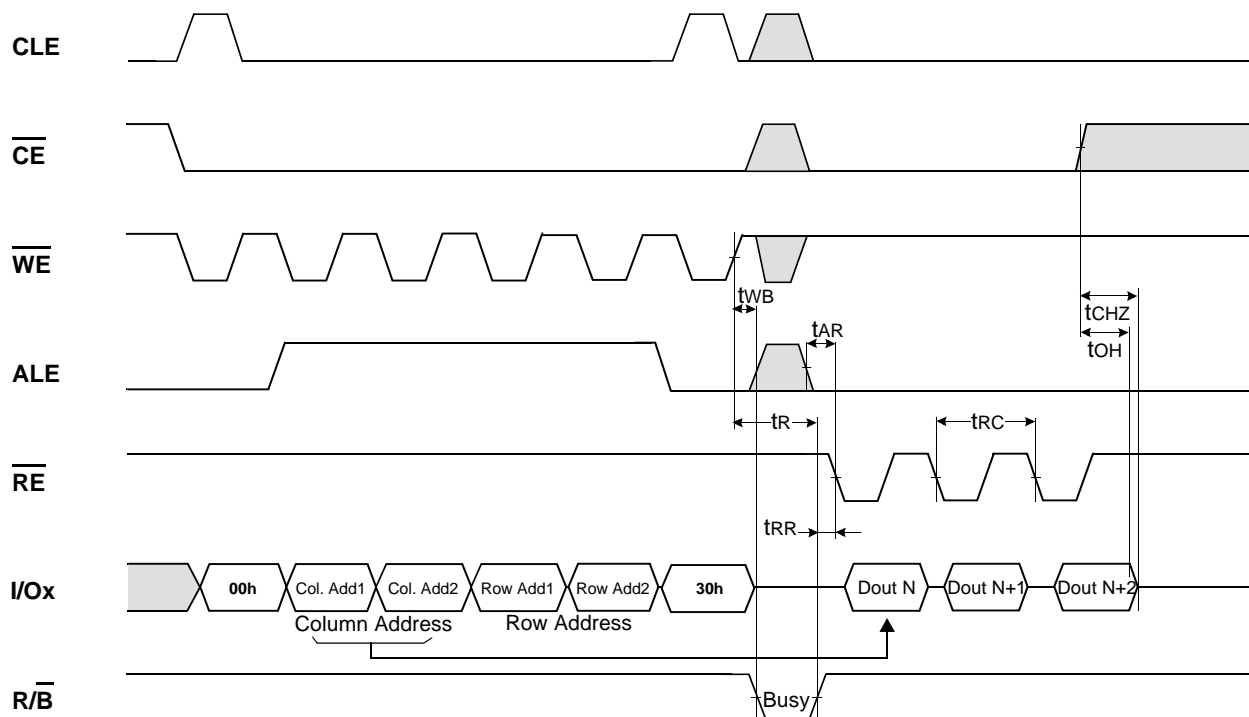 CLE
CE
WE
tWB
tCHZ
tAR
tOH
ALE
tR
tRC
RE
tRR
I/Ox
00h
Col. Add1
Col. Add2
Row Add1
Row Add2
30h
Dout N
Dout N+1
Dout N+2
Column Address
Row Address
R/B
Busy